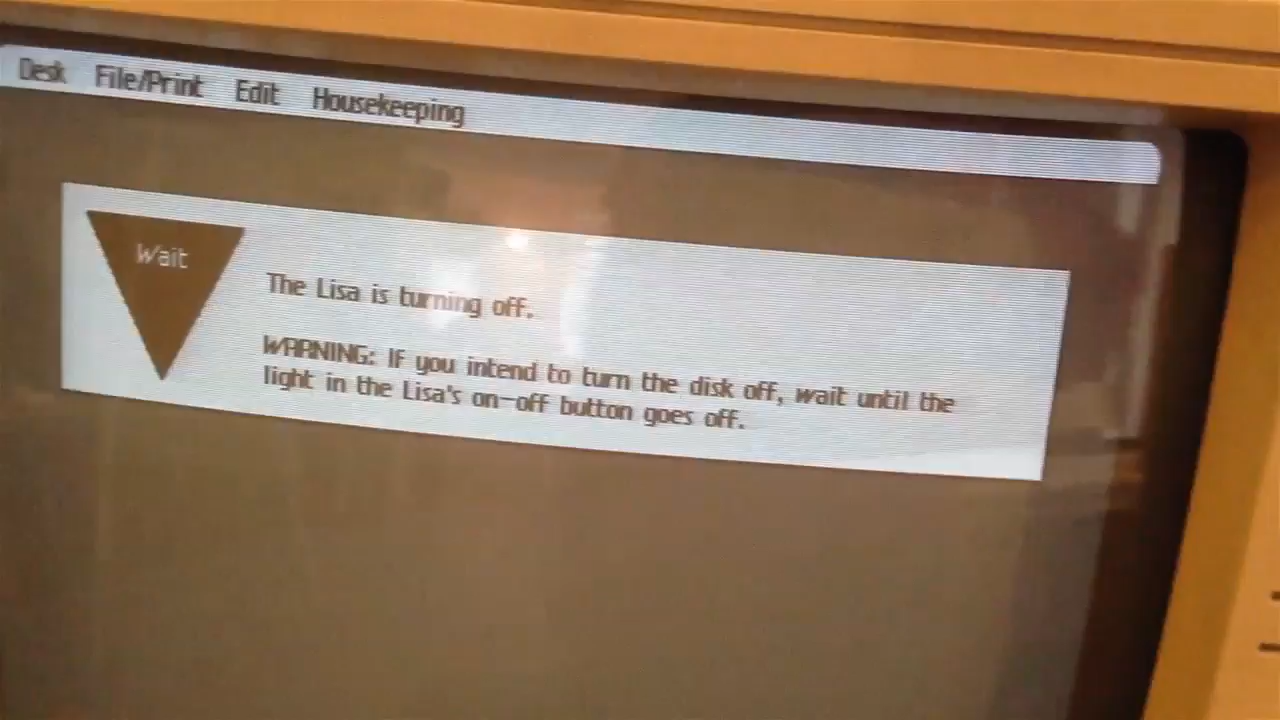 Desk File/Print Edit Housekeeping
Wait
The Lisa is turning off.
WARNING: If you intend to turn the disk off, wait until the
light in the Lisa's on-off button goes off.